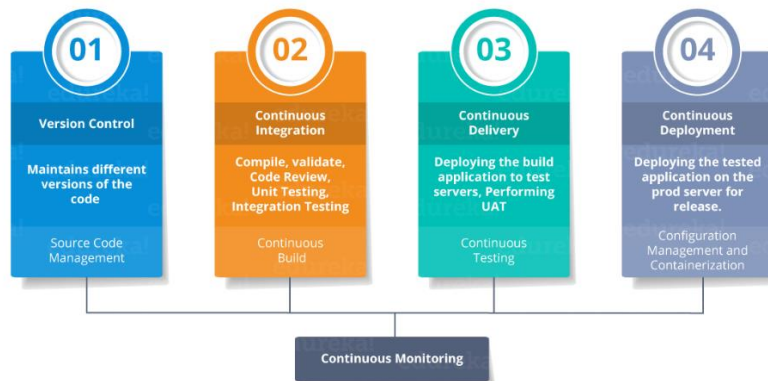 01
Version Control
Maintains different
versions of the
code
Source Code
Management
02
Continuous
Integration
Compile, validate,
Code Review,
Unit Testing,
Integration Testing
Continuous
Build
03
Continuous
Delivery
Deploying the build
application to test
servers, Performing
UAT
Continuous
Testing
04
Continuous
Deployment
Deploying the tested
application on the
prod server for
release.
Configuration
Management and
Containerization
Continuous Monitoring